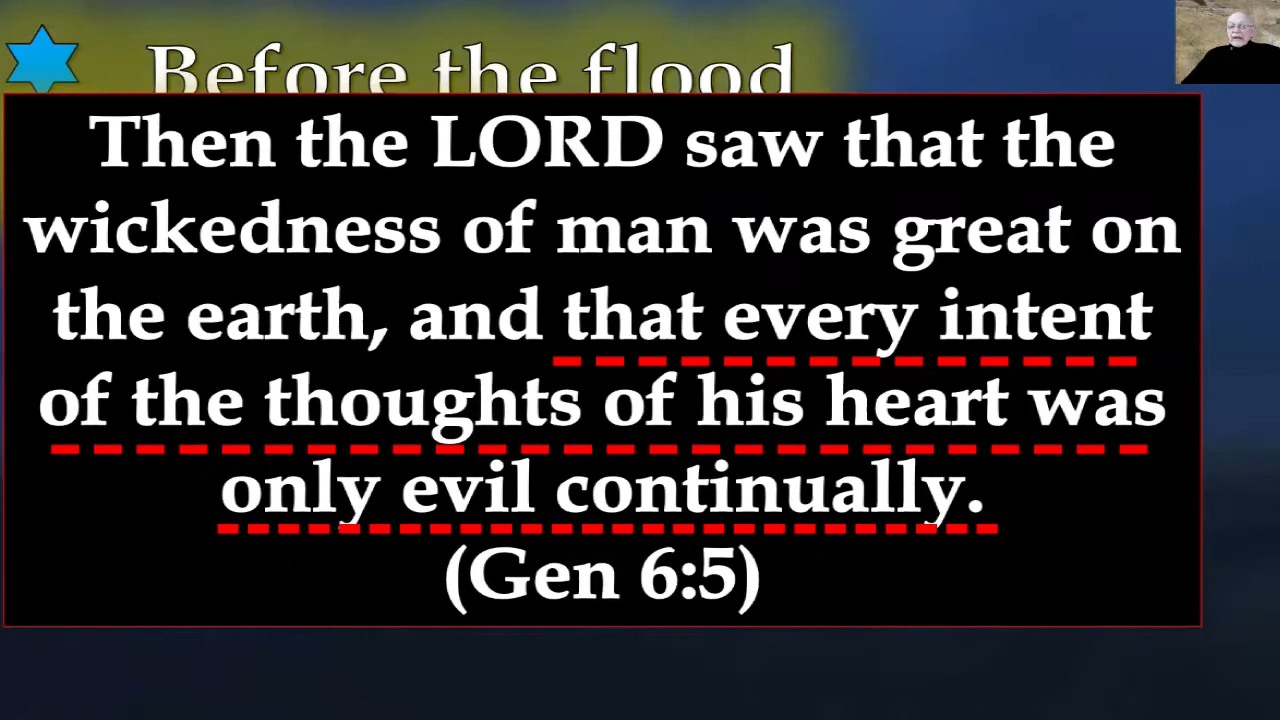 Before the flood
Then the LORD saw that the
wickedness of man was great on
the earth, and that every intent
of the thoughts of his heart was
only evil continually.
(Gen 6:5)